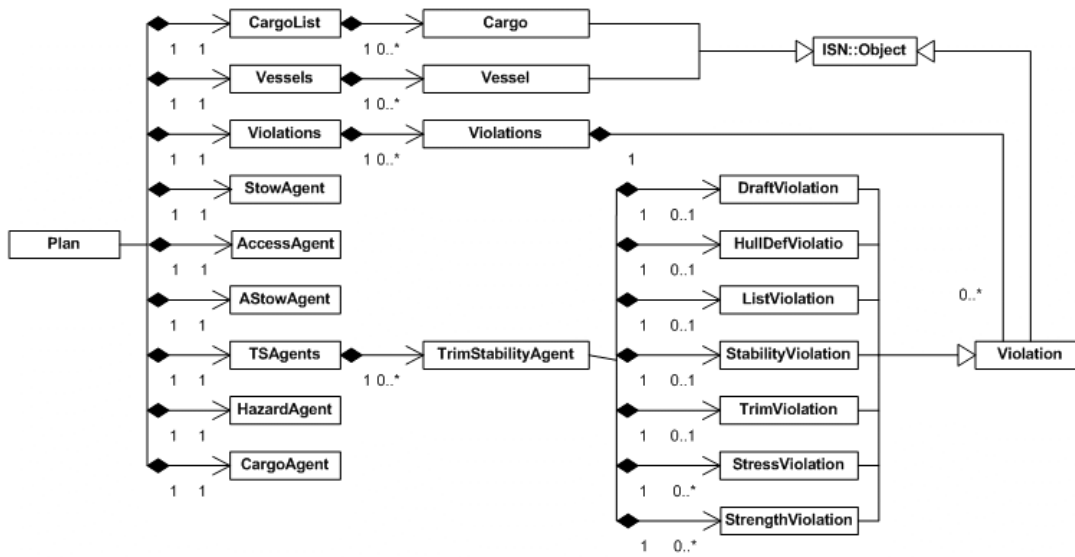 CargoList
Cargo
ISN::Object
1 1
1 0..*
Vessels
Vessel
1 1
1 0..*
Violations
Violations
1 1
1 0..*
1
StowAgent
DraftViolation
1 1
1 0..1
Plan
AccessAgent
HullDefViolatio
1 1
1 0..1
AStowAgent
ListViolation
0..*
1 1
1 0..1
TSAgents
TrimStabilityAgent
StabilityViolation
Violation
1 1
1 0..*
1 0..1
HazardAgent
TrimViolation
1 1
1 0..1
CargoAgent
StressViolation
1 1
1 0..*
StrengthViolation
1 0..*